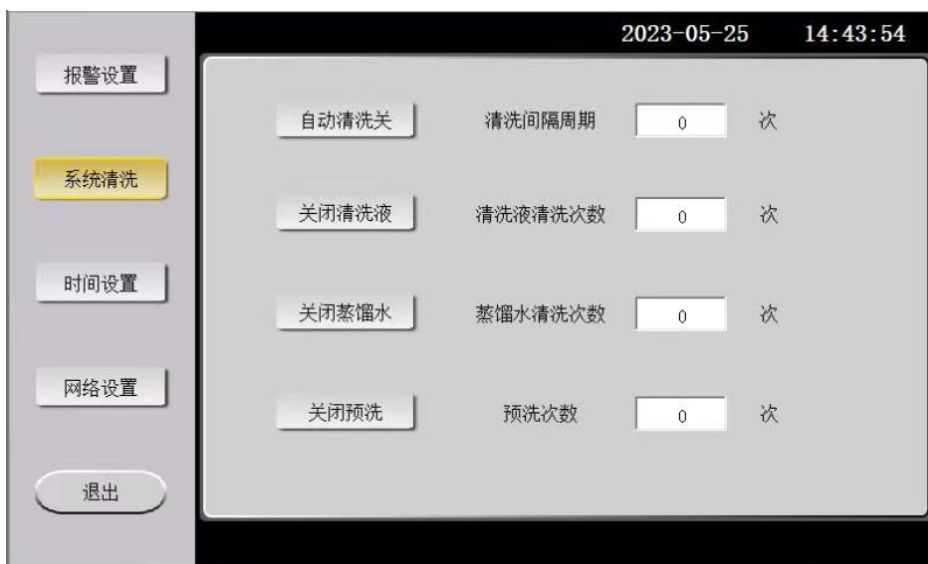 2023-05-25 14:43:54
报警设置
系统清洗
时间设置
网络设置
退出
自动清洗关 清洗间隔周期 0 次
关闭清洗液 清洗液清洗次数 0 次
关闭蒸馏水 蒸馏水清洗次数 0 次
关闭预洗 预洗次数 0 次